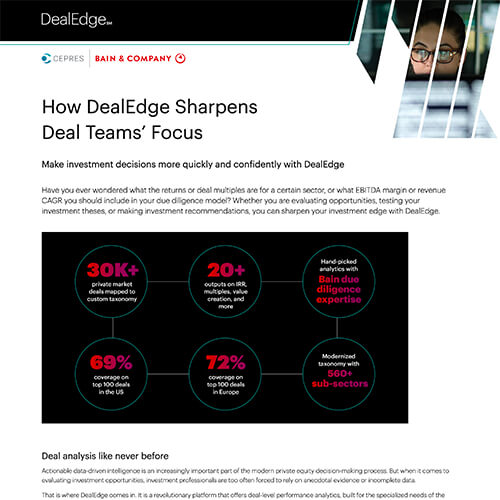 DealEdge℠
CEPRES | BAIN & COMPANY
How DealEdge Sharpens
Deal Teams’ Focus
Make investment decisions more quickly and confidently with DealEdge
Have you ever wondered what the returns or deal multiples are for a certain sector, or what EBITDA margin or revenue
CAGR you should include in your due diligence model? Whether you are evaluating opportunities, testing your
investment theses, or making investment recommendations, you can sharpen your investment edge with DealEdge.
30K+
private market
deals mapped to
custom taxonomy
20+
outputs on IRR,
multiples, value
creation, and
more
Hand-picked
analytics with
Bain due
diligence
expertise
69%
coverage on
top 100 deals
in the US
72%
coverage on
top 100 deals
in Europe
Modernized
taxonomy with
560+
sub-sectors
Deal analysis like never before
Actionable data-driven intelligence is an increasingly important part of the modern private equity decision-making process. But when it comes to
evaluating investment opportunities, investment professionals are too often forced to rely on anecdotal evidence or incomplete data.
That is where DealEdge comes in. It is a revolutionary platform that offers deal-level performance analytics, built for the specialized needs of the